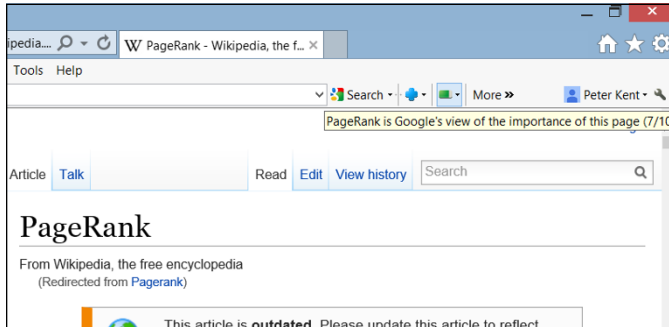 ipedia....
W PageRank - Wikipedia, the f...
Tools Help
Search
More »
Peter Kent
PageRank is Google's view of the importance of this page (7/10
Article Talk Read Edit View history Search
PageRank
From Wikipedia, the free encyclopedia
(Redirected from Pagerank)
This article is outdated. Please update this article to reflect